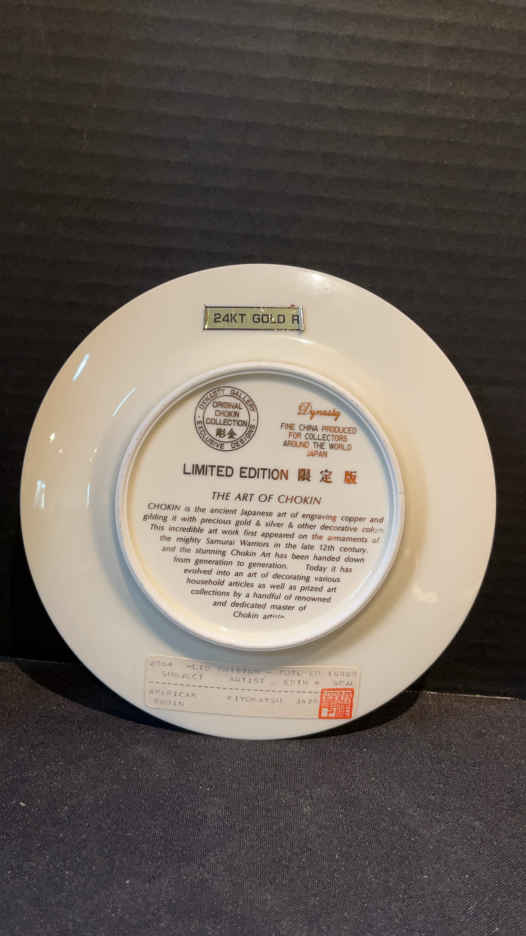 24KT GOLD R
DYNASTY GALLERY
EXCLUSIVE DESIGNS
ORIGINAL
CHOKIN
COLLECTION
彫金
Dynasty
FINE CHINA PRODUCED
FOR COLLECTORS
AROUND THE WORLD
JAPAN
LIMITED EDITION 限定版
THE ART OF CHOKIN
CHOKIN is the ancient Japanese art of engraving copper and
gilding it with precious gold & silver & other decorative
This incredible art work first appeared on the armaments of
the mighty Samurai Warriors in the late 12th century.
and the stunning Chokin Art has been handed down
from generation to generation. Today it has
evolved into an art of decorating various
household articles as well as prized art
collections by a handful of renowned
and dedicated master of
Chokin artists
SUBJECT ARTIST EDTN # SEAL
AMERICAN KIYOMATSU
ROBIN